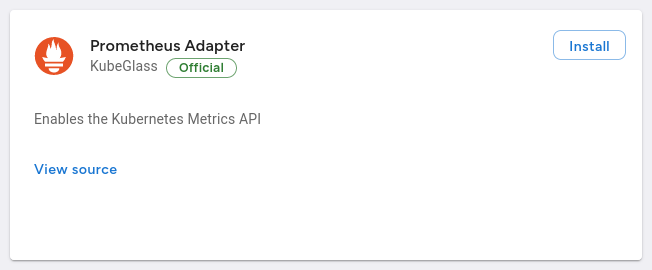 Prometheus Adapter
Install
KubeGlass Official
Enables the Kubernetes Metrics API
View source